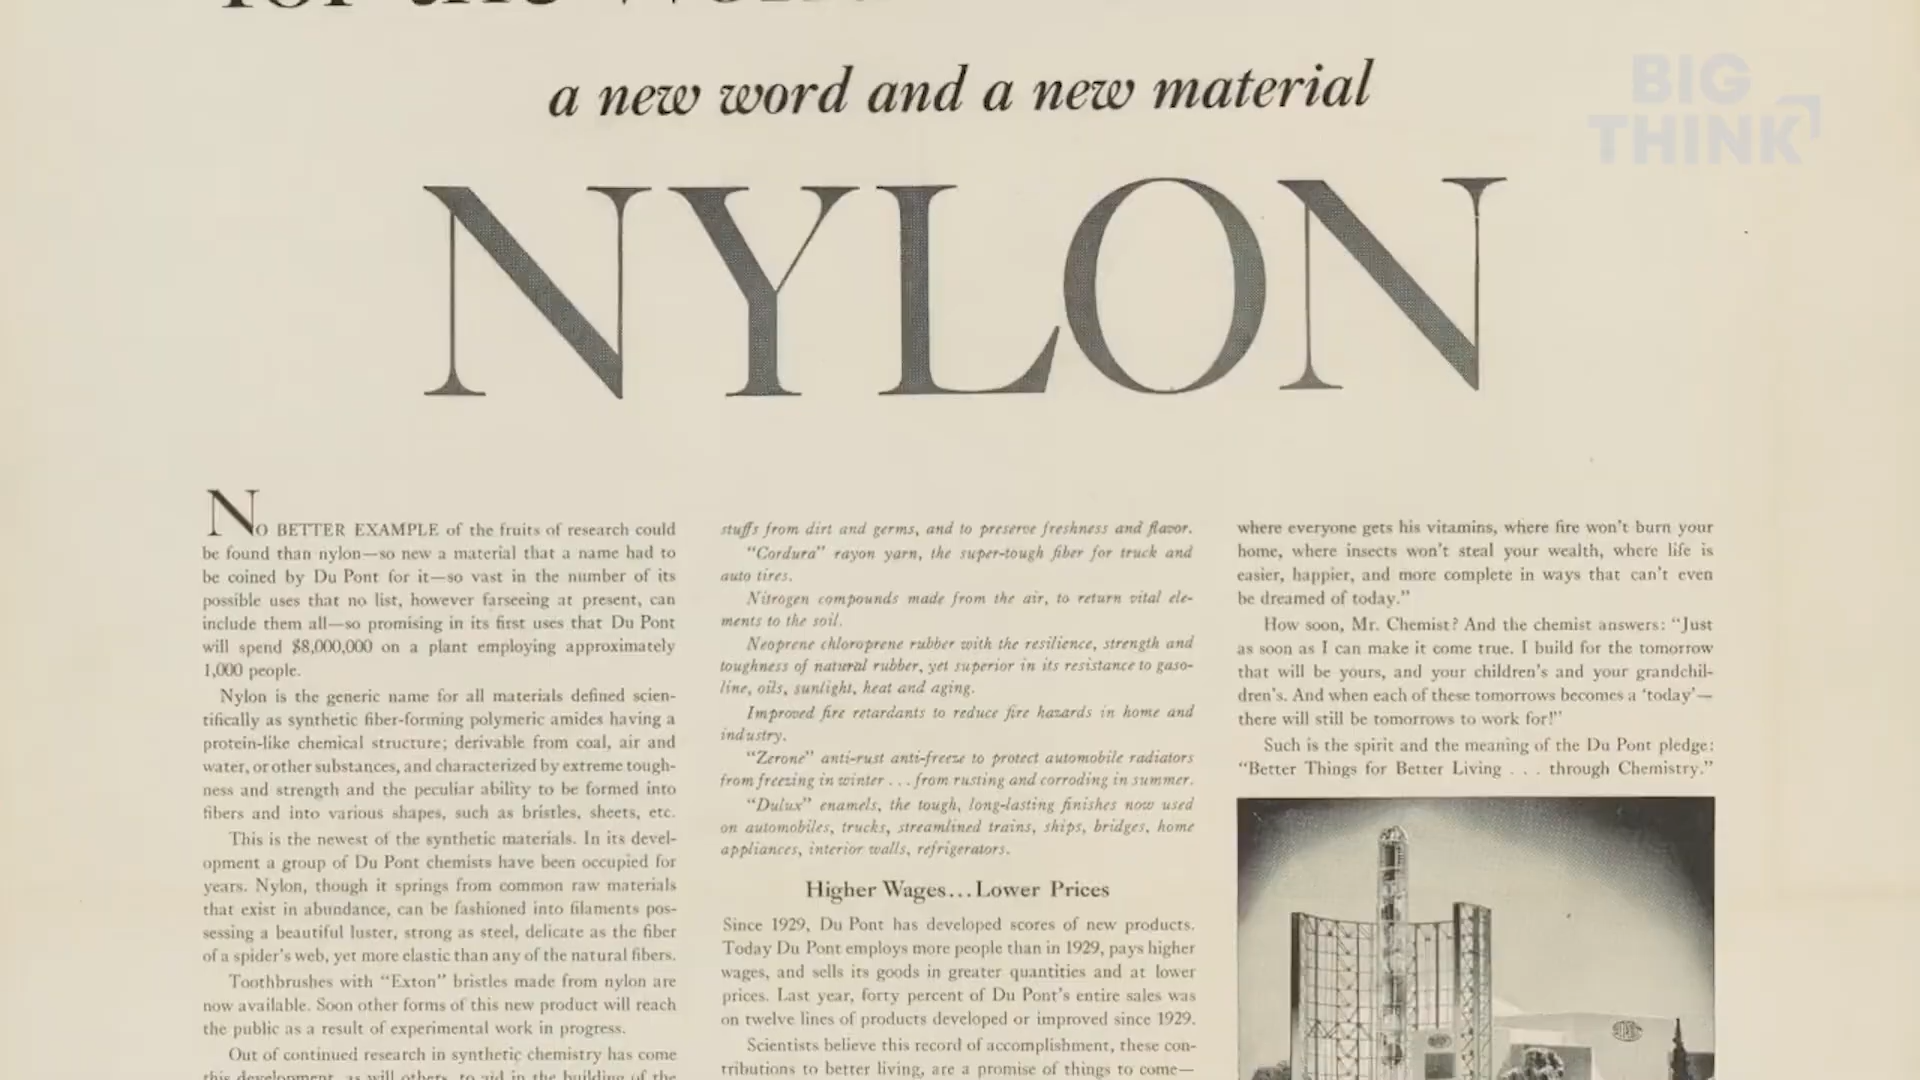 for the World
a new word and a new material
NYLON
BIG
THINK
NO BETTER EXAMPLE of the fruits of research could
be found than nylon—so new a material that a name had to
be coined by Du Pont for it—so vast in the number of its
possible uses that no list, however farseeing at present, can
include them all—so promising in its first uses that Du Pont
will spend $8,000,000 on a plant employing approximately
1,000 people.
Nylon is the generic name for all materials defined scien-
tifically as synthetic fiber-forming polymeric amides having a
protein-like chemical structure; derivable from coal, air and
water, or other substances, and characterized by extreme tough-
ness and strength and the peculiar ability to be formed into
fibers and into various shapes, such as bristles, sheets, etc.
This is the newest of the synthetic materials. In its devel-
opment a group of Du Pont chemists have been occupied for
years. Nylon, though it springs from common raw materials
that exist in abundance, can be fashioned into filaments pos-
sessing a beautiful luster, strong as steel, delicate as the fiber
of a spider's web, yet more elastic than any of the natural fibers.
Toothbrushes with "Exton" bristles made from nylon are
now available. Soon other forms of this new product will reach
the public as a result of experimental work in progress.
Out of continued research in synthetic chemistry has come
this development, as will others, to aid in the building of the
stuffs from dirt and germs, and to preserve freshness and flavor.
"Cordura" rayon yarn, the super-tough fiber for truck and
auto tires.
Nitrogen compounds made from the air, to return vital ele-
ments to the soil.
Neoprene chloroprene rubber with the resilience, strength and
toughness of natural rubber, yet superior in its resistance to gaso-
line, oils, sunlight, heat and aging.
Improved fire retardants to reduce fire hazards in home and
industry.
"Zerone" anti-rust anti-freeze to protect automobile radiators
from freezing in winter . . . from rusting and corroding in summer.
"Dulux" enamels, the tough, long-lasting finishes now used
on automobiles, trucks, streamlined trains, ships, bridges, home
appliances, interior walls, refrigerators.
Higher Wages...Lower Prices
Since 1929, Du Pont has developed scores of new products.
Today Du Pont employs more people than in 1929, pays higher
wages, and sells its goods in greater quantities and at lower
prices. Last year, forty percent of Du Pont's entire sales was
on twelve lines of products developed or improved since 1929.
Scientists believe this record of accomplishment, these con-
tributions to better living, are a promise of things to come—
where everyone gets his vitamins, where fire won't burn your
home, where insects won't steal your wealth, where life is
easier, happier, and more complete in ways that can't even
be dreamed of today."
How soon, Mr. Chemist? And the chemist answers: "Just
as soon as I can make it come true. I build for the tomorrow
that will be yours, and your children's and your grandchil-
dren's. And when each of these tomorrows becomes a 'today'—
there will still be tomorrows to work for!"
Such is the spirit and the meaning of the Du Pont pledge:
"Better Things for Better Living . . . through Chemistry."